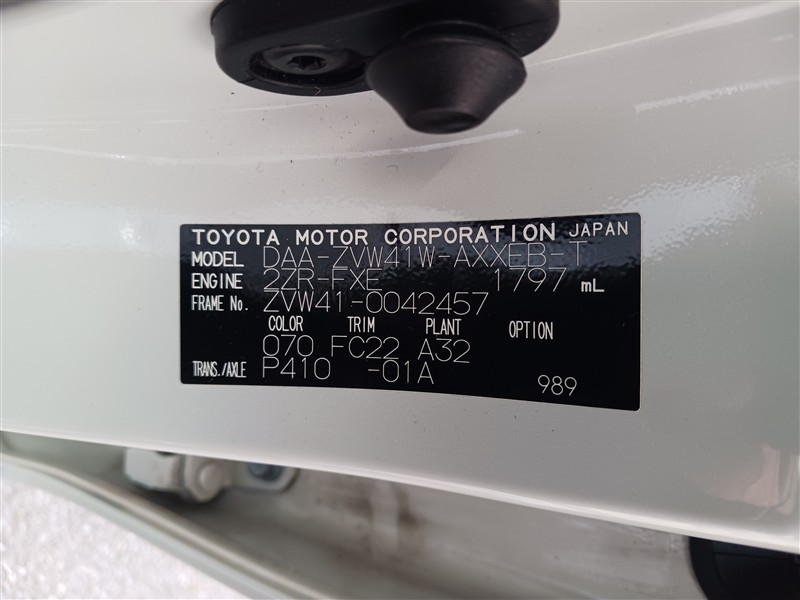 TOYOTA MOTOR CORPORATION JAPAN
MODEL DAA-ZVW41W-AXXEB-T
ENGINE 2ZR-FXE 1797 mL
FRAME No. ZVW41-0042457
COLOR TRIM PLANT OPTION
070 FC22 A32
TRANS./AXLE P410 -01A
989